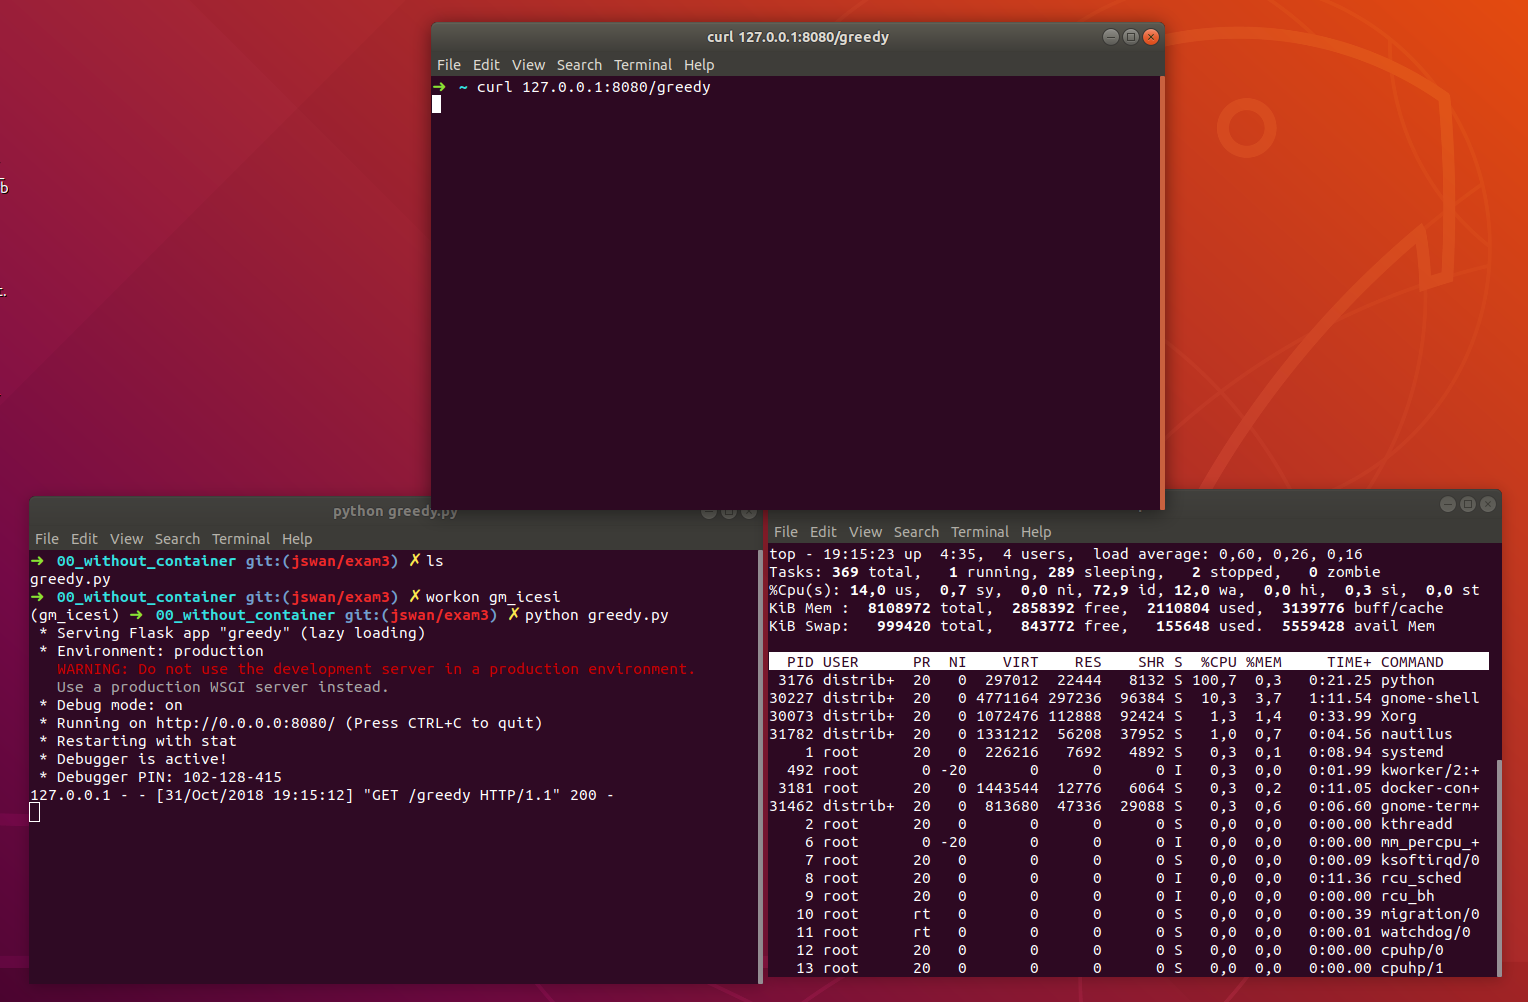 curl 127.0.0.1:8080/greedy
File Edit View Search Terminal Help
➜ ~ curl 127.0.0.1:8080/greedy
b
t.
python greedy.py
File Edit View Search Terminal Help
➜ 00_without_container git:(jswan/exam3) ✗ ls
greedy.py
➜ 00_without_container git:(jswan/exam3) ✗ workon gm_icesi
(gm_icesi) ➜ 00_without_container git:(jswan/exam3) ✗ python greedy.py
* Serving Flask app "greedy" (lazy loading)
* Environment: production
WARNING: Do not use the development server in a production environment.
Use a production WSGI server instead.
* Debug mode: on
* Running on http://0.0.0.0:8080/ (Press CTRL+C to quit)
* Restarting with stat
* Debugger is active!
* Debugger PIN: 102-128-415
127.0.0.1 - - [31/Oct/2018 19:15:12] "GET /greedy HTTP/1.1" 200 -
File Edit View Search Terminal Help
top - 19:15:23 up 4:35, 4 users, load average: 0,60, 0,26, 0,16
Tasks: 369 total, 1 running, 289 sleeping, 2 stopped, 0 zombie
%Cpu(s): 14,0 us, 0,7 sy, 0,0 ni, 72,9 id, 12,0 wa, 0,0 hi, 0,3 si, 0,0 st
KiB Mem : 8108972 total, 2858392 free, 2110804 used, 3139776 buff/cache
KiB Swap: 999420 total, 843772 free, 155648 used. 5559428 avail Mem
PID USER PR NI VIRT RES SHR S %CPU %MEM TIME+ COMMAND
3176 distrib+ 20 0 297012 22444 8132 S 100,7 0,3 0:21.25 python
30227 distrib+ 20 0 4771164 297236 96384 S 10,3 3,7 1:11.54 gnome-shell
30073 distrib+ 20 0 1072476 112888 92424 S 1,3 1,4 0:33.99 Xorg
31782 distrib+ 20 0 1331212 56208 37952 S 1,0 0,7 0:04.56 nautilus
1 root 20 0 226216 7692 4892 S 0,3 0,1 0:08.94 systemd
492 root 0 -20 0 0 0 I 0,3 0,0 0:01.99 kworker/2:+
3181 root 20 0 1443544 12776 6064 S 0,3 0,2 0:11.05 docker-con+
31462 distrib+ 20 0 813680 47336 29088 S 0,3 0,6 0:06.60 gnome-term+
2 root 20 0 0 0 0 S 0,0 0,0 0:00.00 kthreadd
6 root 0 -20 0 0 0 I 0,0 0,0 0:00.00 mm_percpu_+
7 root 20 0 0 0 0 S 0,0 0,0 0:00.09 ksoftirqd/0
8 root 20 0 0 0 0 I 0,0 0,0 0:11.36 rcu_sched
9 root 20 0 0 0 0 I 0,0 0,0 0:00.00 rcu_bh
10 root rt 0 0 0 0 S 0,0 0,0 0:00.39 migration/0
11 root rt 0 0 0 0 S 0,0 0,0 0:00.01 watchdog/0
12 root 20 0 0 0 0 S 0,0 0,0 0:00.00 cpuhp/0
13 root 20 0 0 0 0 S 0,0 0,0 0:00.00 cpuhp/1